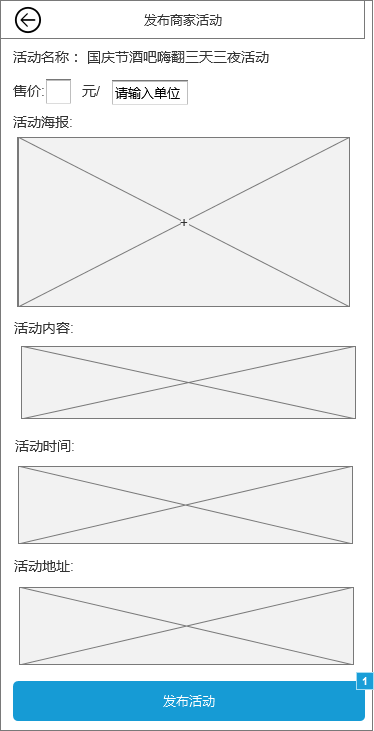 发布商家活动
活动名称： 国庆节酒吧嗨翻三天三夜活动
售价: 元/ 请输入单位
活动海报:
+
活动内容:
活动时间:
活动地址:
1
发布活动